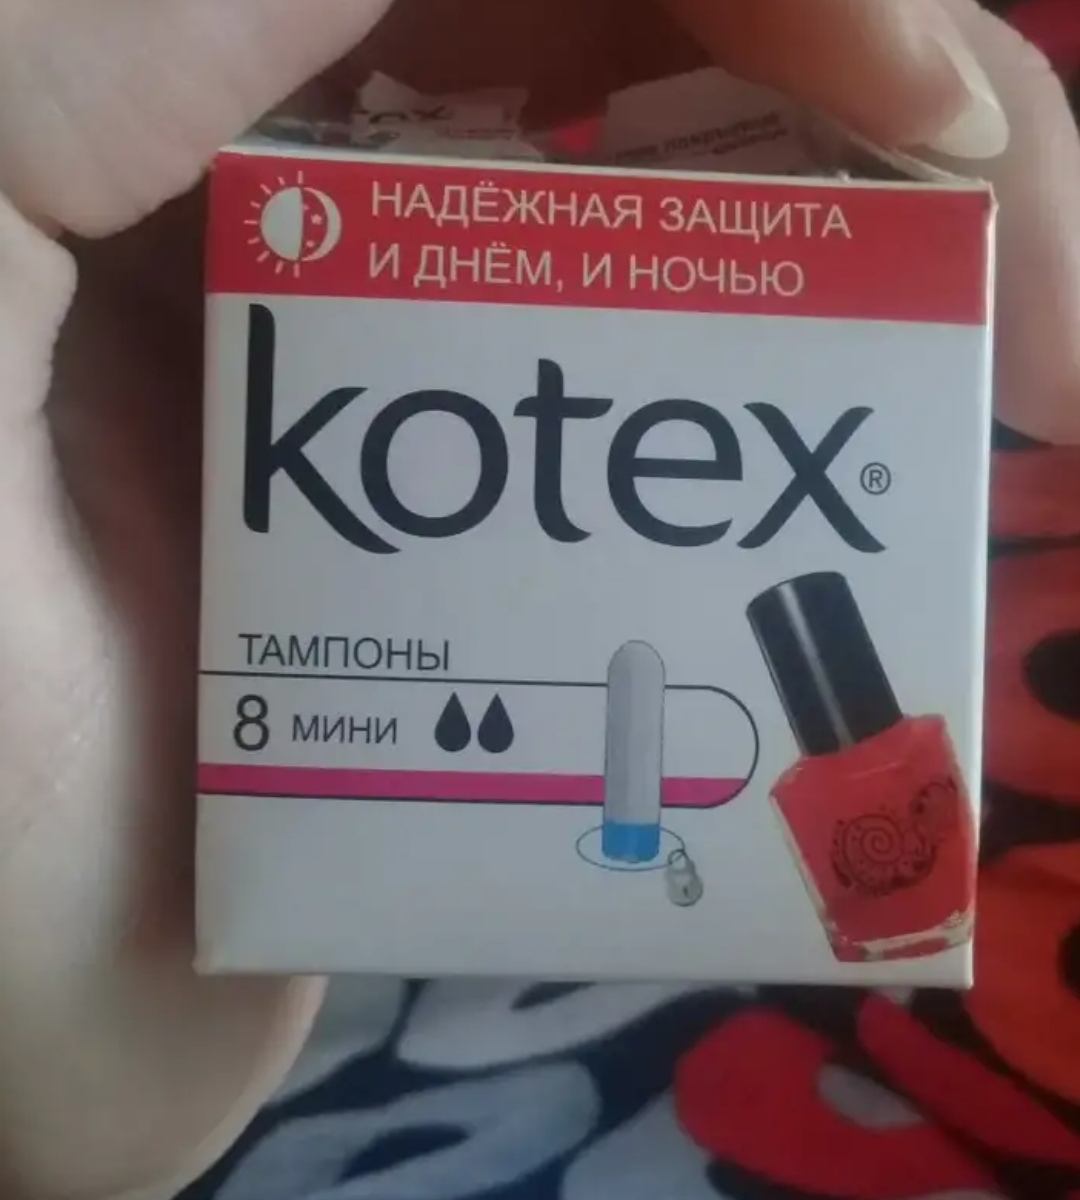 НАДЁЖНАЯ ЗАЩИТА
И ДНЁМ, И НОЧЬЮ
kotex®
ТАМПОНЫ
8 МИНИ